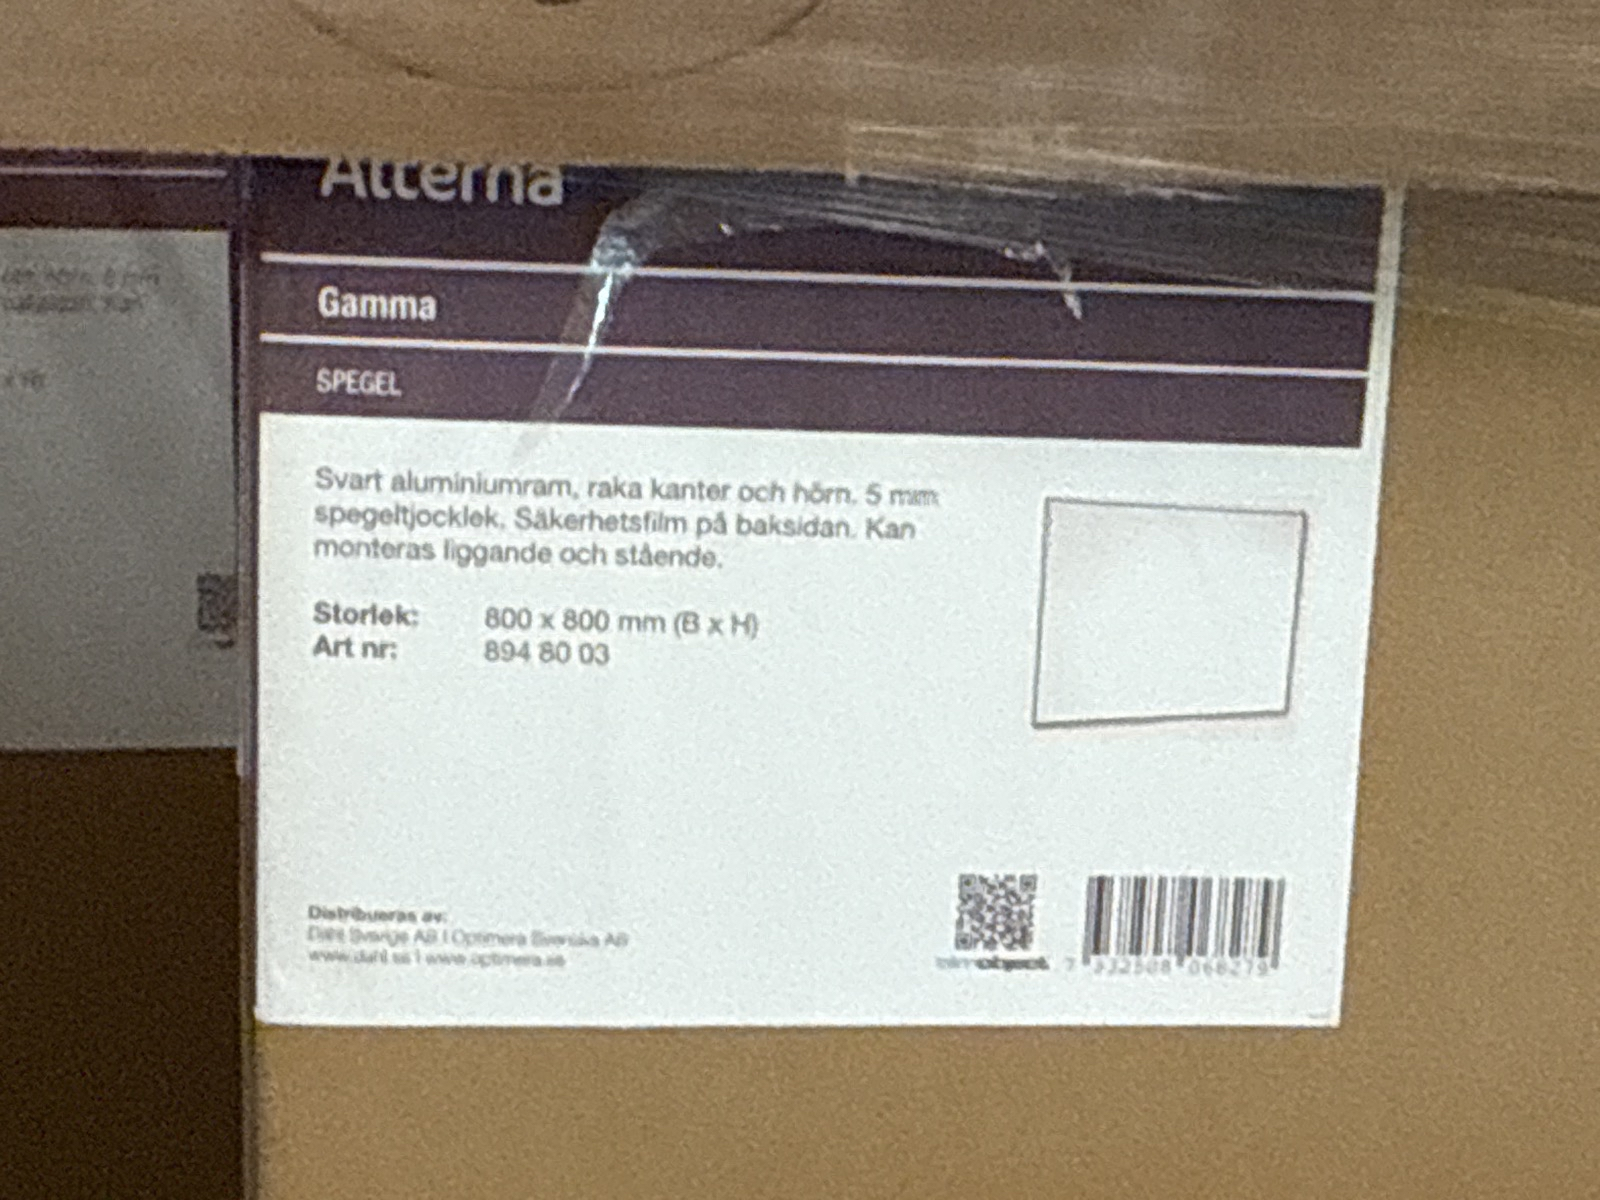 Alterna
Gamma
SPEGEL
Svart aluminiumram, raka kanter och hörn. 5 mm
spegeltjocklek. Säkerhetsfilm på baksidan. Kan
monteras liggande och stående.
Storlek: 800 x 800 mm (B x H)
Art nr: 894 80 03
Distribueras av:
Dahl Sverige AB | Optimera Svenska AB
www.dahl.se | www.optimera.se
bimobject